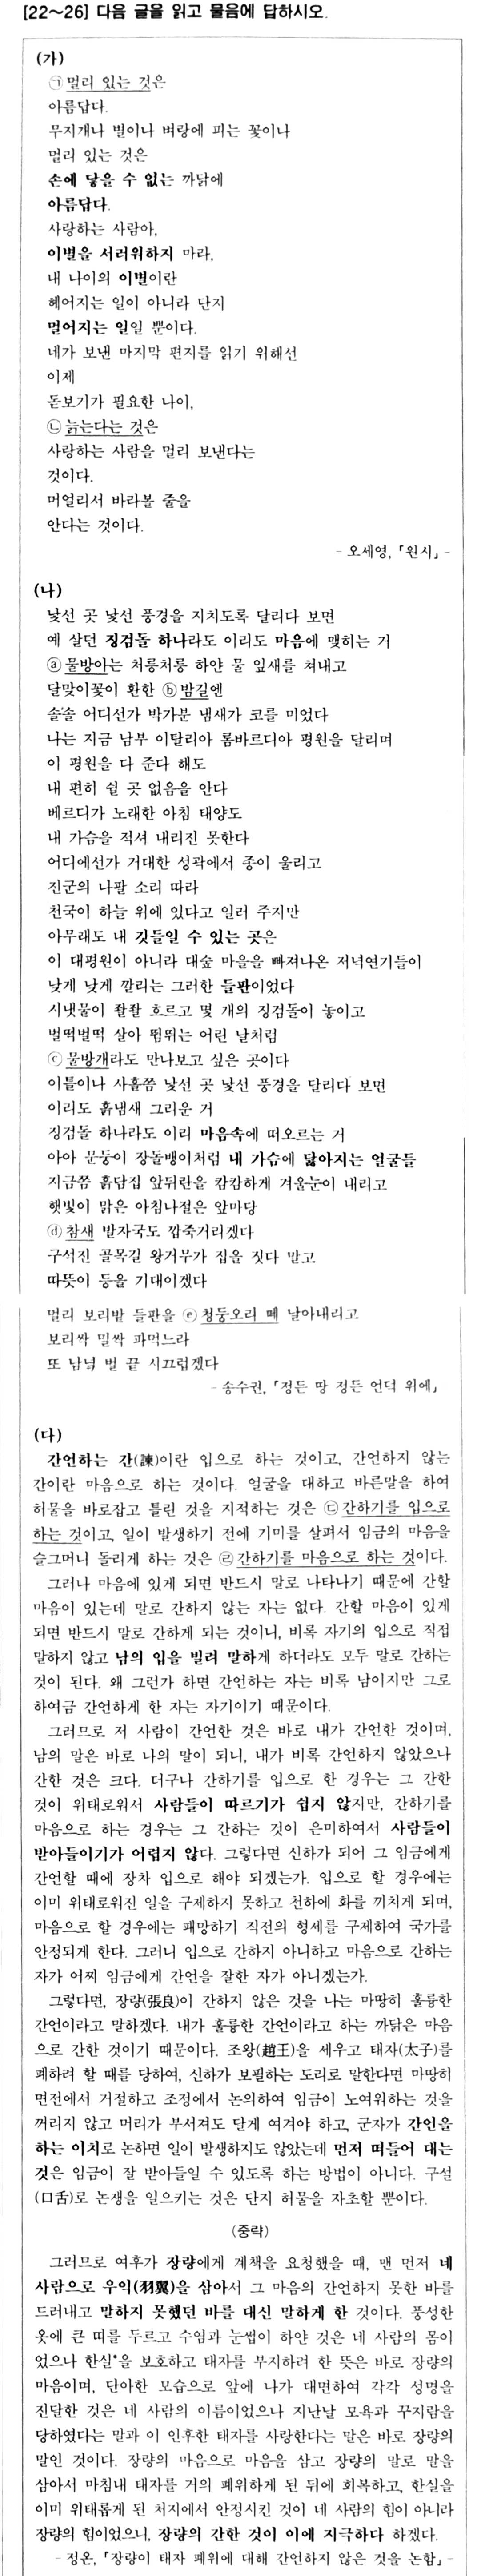 [22～26] 다음 글을 읽고 물음에 답하시오.
(가)
㉠멀리 있는 것은
아름답다.
무지개나 별이나 벼랑에 피는 꽃이나
멀리 있는 것은
손에 닿을 수 없는 까닭에
아름답다.
사랑하는 사람아,
이별을 서러워하지 마라,
내 나이의 이별이란
헤어지는 일이 아니라 단지
멀어지는 일일 뿐이다.
네가 보낸 마지막 편지를 읽기 위해선
이제
돋보기가 필요한 나이,
㉡늙는다는 것은
사랑하는 사람을 멀리 보낸다는
것이다.
머얼리서 바라볼 줄을
안다는 것이다.
- 오세영, 「원시」 -
(나)
낯선 곳 낯선 풍경을 지치도록 달리다 보면
예 살던 징검돌 하나라도 이리도 마음에 맺히는 거
ⓐ물방아는 처릉처릉 하얀 물 잎새를 쳐내고
달맞이꽃이 환한 ⓑ밤길엔
솔솔 어디선가 박가분 냄새가 코를 미었다
나는 지금 남부 이탈리아 롬바르디아 평원을 달리며
이 평원을 다 준다 해도
내 편히 쉴 곳 없음을 안다
베르디가 노래한 아침 태양도
내 가슴을 적셔 내리진 못한다
어디에선가 거대한 성곽에서 종이 울리고
진군의 나팔 소리 따라
천국이 하늘 위에 있다고 일러 주지만
아무래도 내 깃들일 수 있는 곳은
이 대평원이 아니라 대숲 마을을 빠져나온 저녁연기들이
낮게 낮게 깔리는 그러한 들판이었다
시냇물이 좔좔 흐르고 몇 개의 징검돌이 놓이고
벌떡벌떡 살아 뜀뛰는 어린 날처럼
ⓒ물방개라도 만나보고 싶은 곳이다
이틀이나 사흘쯤 낯선 곳 낯선 풍경을 달리다 보면
이리도 흙냄새 그리운 거
징검돌 하나라도 이리 마음속에 떠오르는 거
아아 문둥이 장돌뱅이처럼 내 가슴에 닳아지는 얼굴들
지금쯤 흙담집 앞뒤란을 캄캄하게 겨울눈이 내리고
햇빛이 맑은 아침나절은 앞마당
ⓓ참새 발자국도 깝죽거리겠다
구석진 골목길 왕거무가 집을 짓다 말고
따뜻이 등을 기대이겠다
멀리 보리밭 들판을 ⓔ청둥오리 떼 날아내리고
보리싹 밀싹 파먹느라
또 남녘 벌 끝 시끄럽겠다
- 송수권, 「정든 땅 정든 언덕 위에」
(다)
간언하는 간(諫)이란 입으로 하는 것이고, 간언하지 않는
간이란 마음으로 하는 것이다. 얼굴을 대하고 바른말을 하여
허물을 바로잡고 틀린 것을 지적하는 것은 ㉢간하기를 입으로
하는 것이고, 일이 발생하기 전에 기미를 살펴서 임금의 마음을
슬그머니 돌리게 하는 것은 ㉣간하기를 마음으로 하는 것이다.
그러나 마음에 있게 되면 반드시 말로 나타나기 때문에 간할
마음이 있는데 말로 간하지 않는 자는 없다. 간할 마음이 있게
되면 반드시 말로 간하게 되는 것이니, 비록 자기의 입으로 직접
말하지 않고 남의 입을 빌려 말하게 하더라도 모두 말로 간하는
것이 된다. 왜 그런가 하면 간언하는 자는 비록 남이지만 그로
하여금 간언하게 한 자는 자기이기 때문이다.
그러므로 저 사람이 간언한 것은 바로 내가 간언한 것이며,
남의 말은 바로 나의 말이 되니, 내가 비록 간언하지 않았으나
간한 것은 크다. 더구나 간하기를 입으로 한 경우는 그 간한
것이 위태로워서 사람들이 따르기가 쉽지 않지만, 간하기를
마음으로 하는 경우는 그 간하는 것이 은미하여서 사람들이
받아들이기가 어렵지 않다. 그렇다면 신하가 되어 그 임금에게
간언할 때에 장차 입으로 해야 되겠는가. 입으로 할 경우에는
이미 위태로워진 일을 구제하지 못하고 천하에 화를 끼치게 되며,
마음으로 할 경우에는 패망하기 직전의 형세를 구제하여 국가를
안정되게 한다. 그러니 입으로 간하지 아니하고 마음으로 간하는
자가 어찌 임금에게 간언을 잘한 자가 아니겠는가.
그렇다면, 장량(張良)이 간하지 않은 것을 나는 마땅히 훌륭한
간언이라고 말하겠다. 내가 훌륭한 간언이라고 하는 까닭은 마음
으로 간한 것이기 때문이다. 조왕(趙王)을 세우고 태자(太子)를
폐하려 할 때를 당하여, 신하가 보필하는 도리로 말한다면 마땅히
면전에서 거절하고 조정에서 논의하여 임금이 노여워하는 것을
꺼리지 않고 머리가 부서져도 달게 여겨야 하고, 군자가 간언을
하는 이치로 논하면 일이 발생하지도 않았는데 먼저 떠들어 대는
것은 임금이 잘 받아들일 수 있도록 하는 방법이 아니다. 구설
(口舌)로 논쟁을 일으키는 것은 단지 허물을 자초할 뿐이다.
(중략)
그러므로 여후가 장량에게 계책을 요청했을 때, 맨 먼저 네
사람으로 우익(羽翼)을 삼아서 그 마음의 간언하지 못한 바를
드러내고 말하지 못했던 바를 대신 말하게 한 것이다. 풍성한
옷에 큰 띠를 두르고 수염과 눈썹이 하얀 것은 네 사람의 몸이
었으나 한실*을 보호하고 태자를 부지하려 한 뜻은 바로 장량의
마음이며, 단아한 모습으로 앞에 나가 대면하여 각각 성명을
진달한 것은 네 사람의 이름이었으나 지난날 모욕과 꾸지람을
당하였다는 말과 이 인후한 태자를 사랑한다는 말은 바로 장량의
말인 것이다. 장량의 마음으로 마음을 삼고 장량의 말로 말을
삼아서 마침내 태자를 거의 폐위하게 된 뒤에 회복하고, 한실을
이미 위태롭게 된 처지에서 안정시킨 것이 네 사람의 힘이 아니라
장량의 힘이었으니, 장량의 간한 것이 이에 지극하다 하겠다.
- 정온, 「장량이 태자 폐위에 대해 간언하지 않은 것을 논함」 -